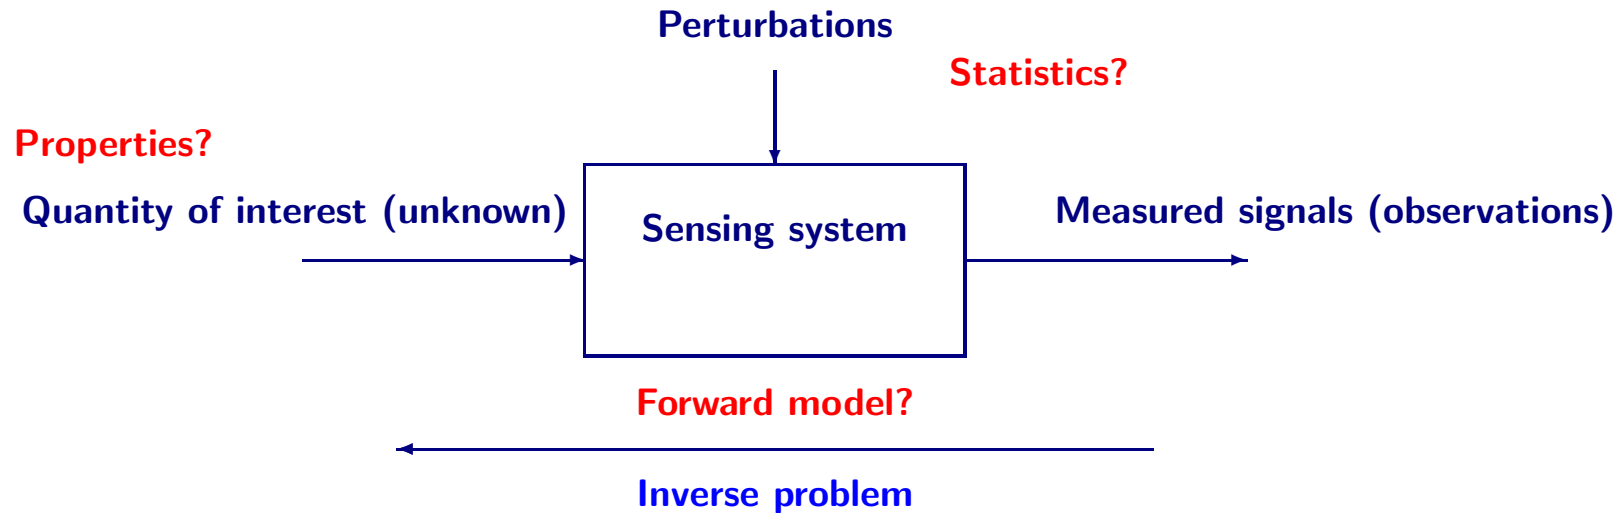 Perturbations
Statistics?
Properties?
Quantity of interest (unknown)
Sensing system
Measured signals (observations)
Forward model?
Inverse problem